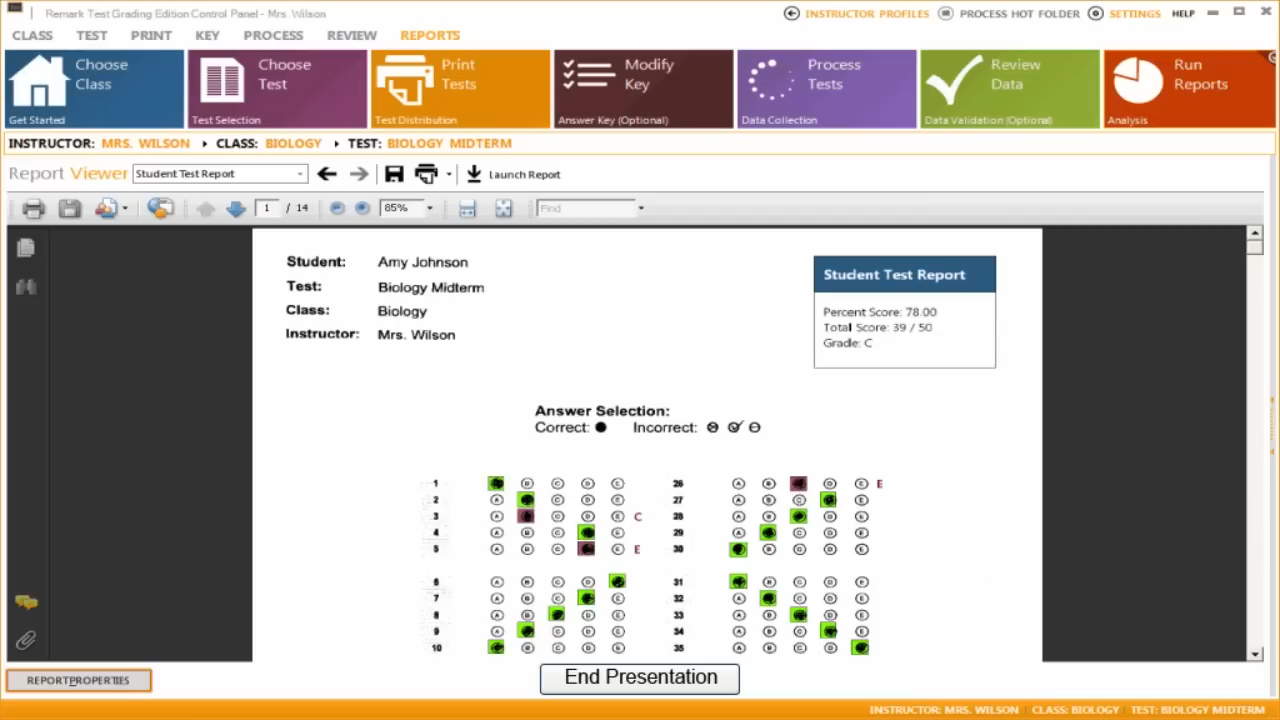 Remark Test Grading Edition Control Panel - Mrs. Wilson
INSTRUCTOR PROFILES PROCESS HOT FOLDER SETTINGS HELP
CLASS TEST PRINT KEY PROCESS REVIEW REPORTS
Choose Class
Get Started
Choose Test
Test Selection
Print Tests
Test Distribution
Modify Key
Answer Key (Optional)
Process Tests
Data Collection
Review Data
Data Validation (Optional)
Run Reports
Analysis
INSTRUCTOR: MRS. WILSON CLASS: BIOLOGY TEST: BIOLOGY MIDTERM
Report Viewer Student Test Report Launch Report
1 / 14 85% Find
Student: Amy Johnson
Test: Biology Midterm
Class: Biology
Instructor: Mrs. Wilson
Student Test Report
Percent Score: 78.00
Total Score: 39 / 50
Grade: C
Answer Selection:
Correct: Incorrect:
1 B C D E 26 A B D E E
2 A C D E 27 A B C E
3 A C D E C 28 A B D E
4 A B C E 29 A C D E
5 A B C E E 30 B C D E
6 A B C D 31 B C D E
7 A B C E 32 A C D E
8 A B D E 33 A B D E
9 A C D E 34 A B C E
10 B C D E 35 A B C D
REPORT PROPERTIES
End Presentation
INSTRUCTOR: MRS. WILSON CLASS: BIOLOGY TEST: BIOLOGY MIDTERM